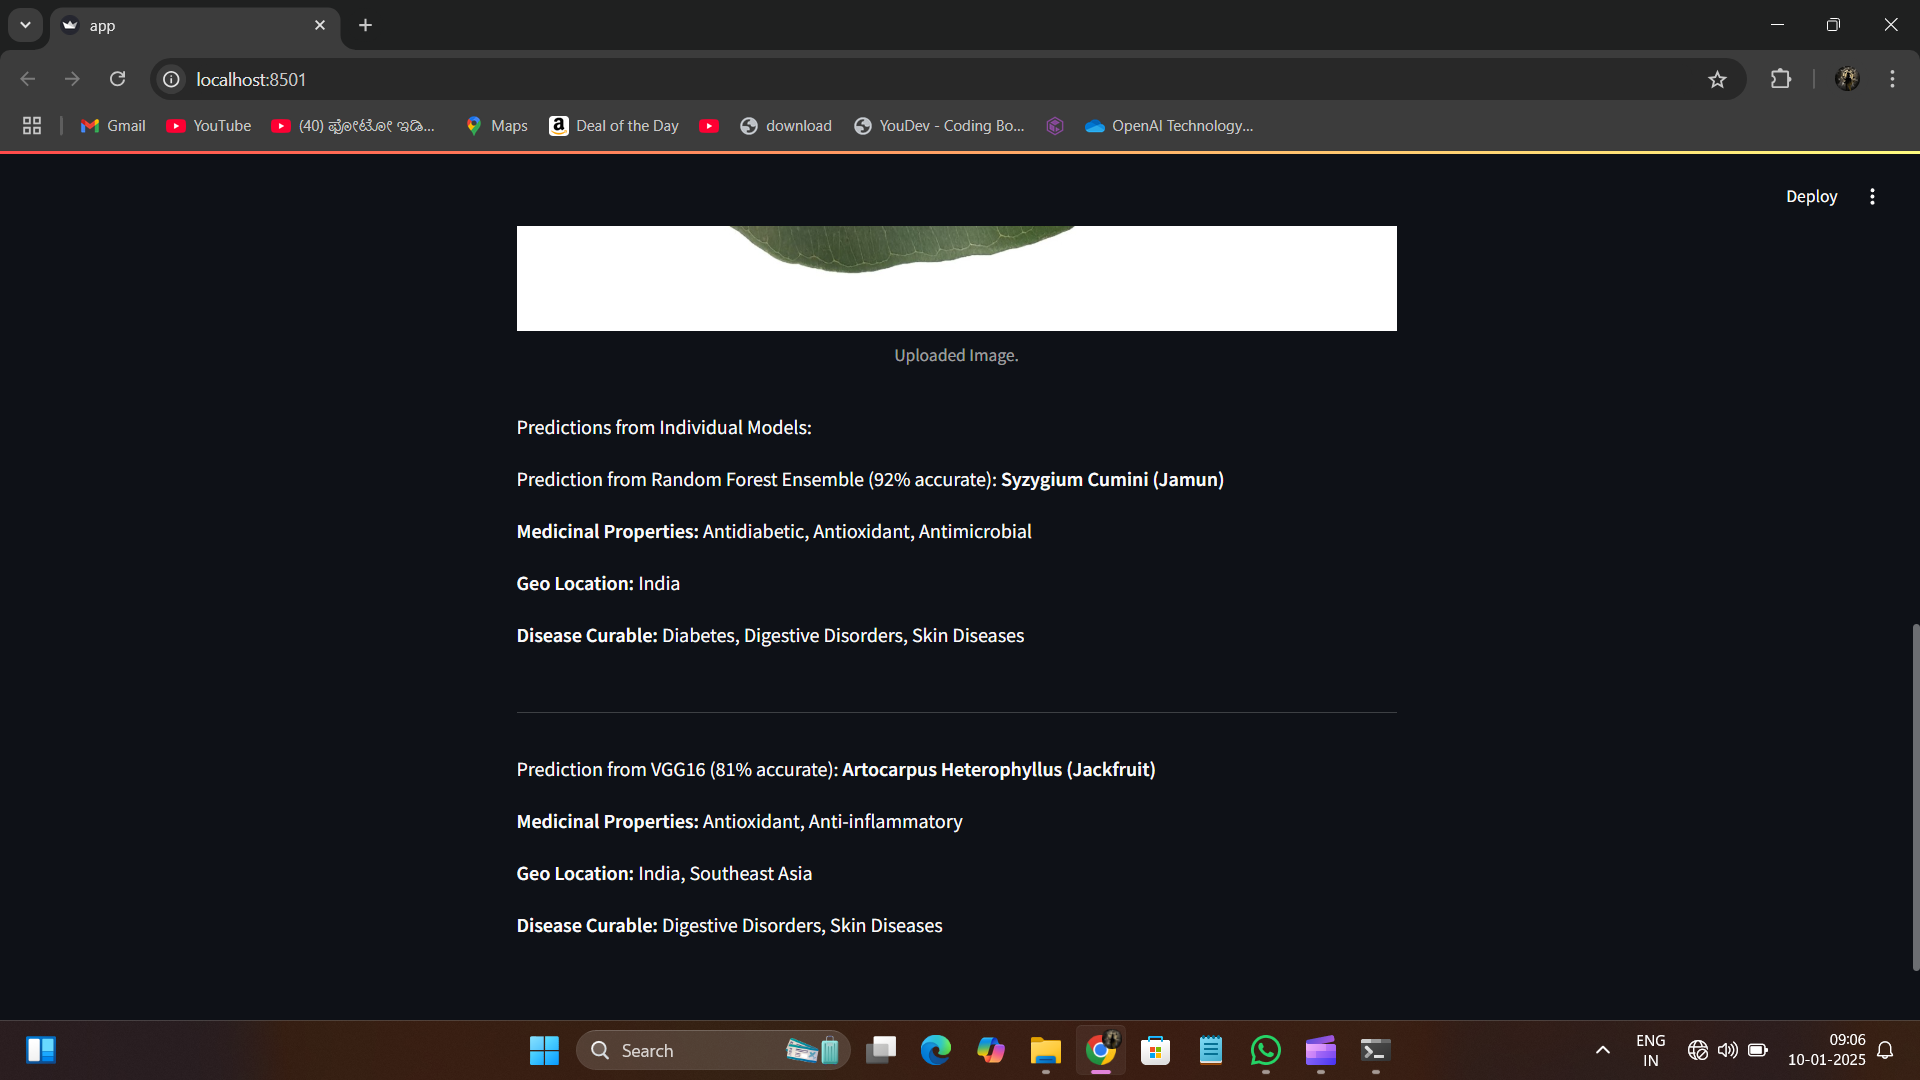 app
localhost:8501
Gmail
YouTube
(40) ಫೋಟೋ ಇಡಿ...
Maps
Deal of the Day
download
YouDev - Coding Bo...
OpenAI Technology...
Deploy
Uploaded Image.
Predictions from Individual Models:
Prediction from Random Forest Ensemble (92% accurate): Syzygium Cumini (Jamun)
Medicinal Properties: Antidiabetic, Antioxidant, Antimicrobial
Geo Location: India
Disease Curable: Diabetes, Digestive Disorders, Skin Diseases
Prediction from VGG16 (81% accurate): Artocarpus Heterophyllus (Jackfruit)
Medicinal Properties: Antioxidant, Anti-inflammatory
Geo Location: India, Southeast Asia
Disease Curable: Digestive Disorders, Skin Diseases
Search
ENG
IN
09:06
10-01-2025